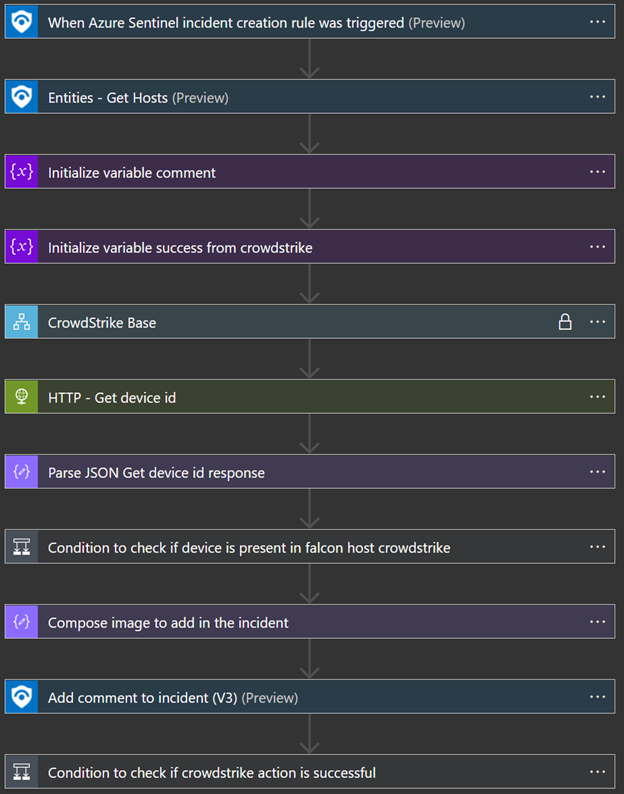 When Azure Sentinel incident creation rule was triggered (Preview)
Entities - Get Hosts (Preview)
{x} Initialize variable comment
{x} Initialize variable success from crowdstrike
CrowdStrike Base
HTTP - Get device id
Parse JSON Get device id response
Condition to check if device is present in falcon host crowdstrike
Compose image to add in the incident
Add comment to incident (V3) (Preview)
Condition to check if crowdstrike action is successful